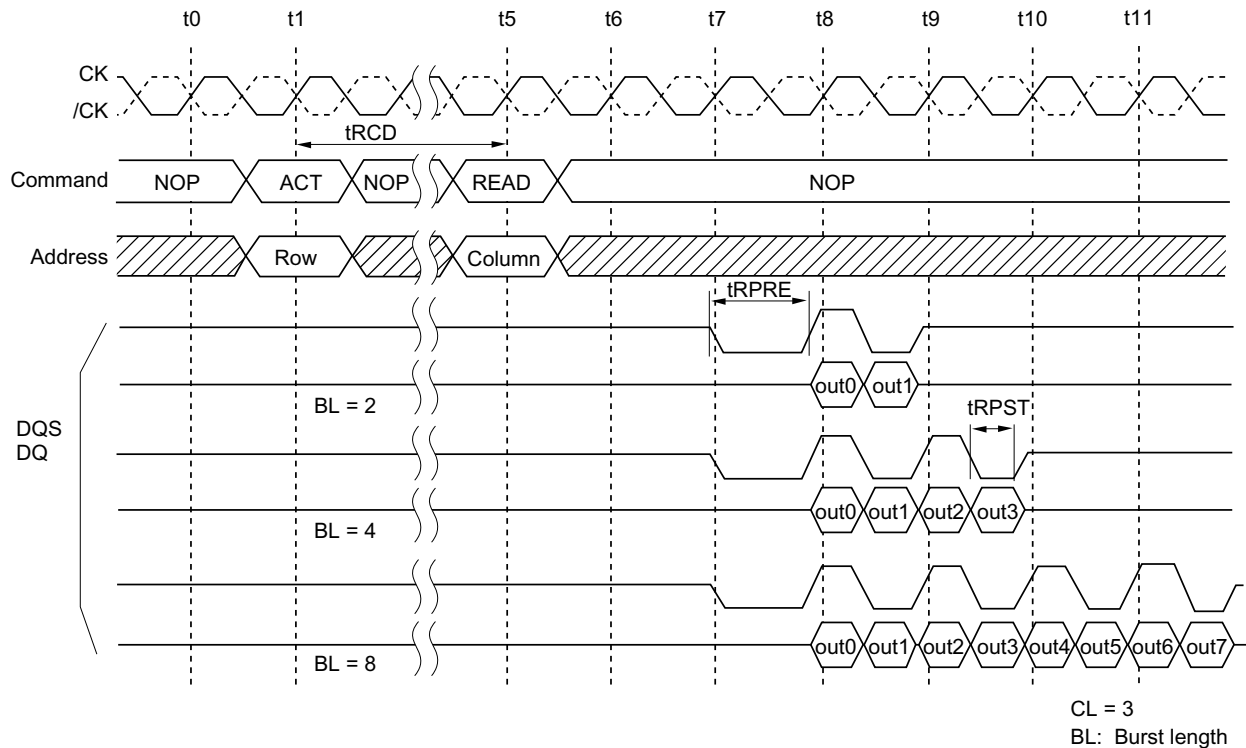 t0 t1 t5 t6 t7 t8 t9 t10 t11
CK
/CK
tRCD
Command NOP ACT NOP READ NOP
Address Row Column
tRPRE
out0 out1
BL = 2
tRPST
DQS
DQ
out0 out1 out2 out3
BL = 4
out0 out1 out2 out3 out4 out5 out6 out7
BL = 8
CL = 3
BL: Burst length